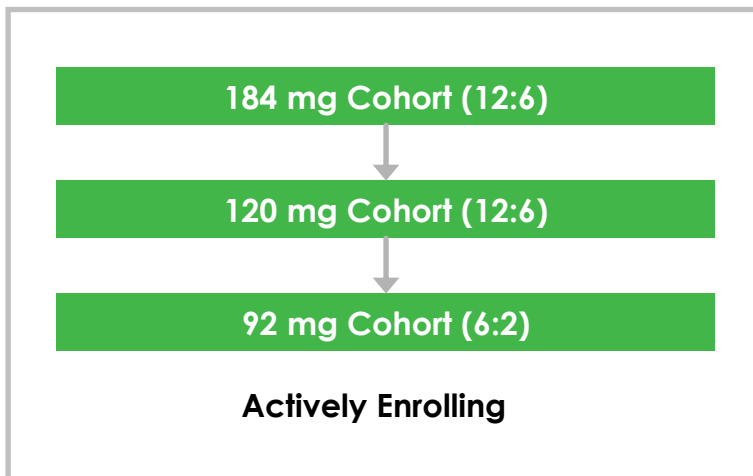 184 mg Cohort (12:6)
120 mg Cohort (12:6)
92 mg Cohort (6:2)
Actively Enrolling